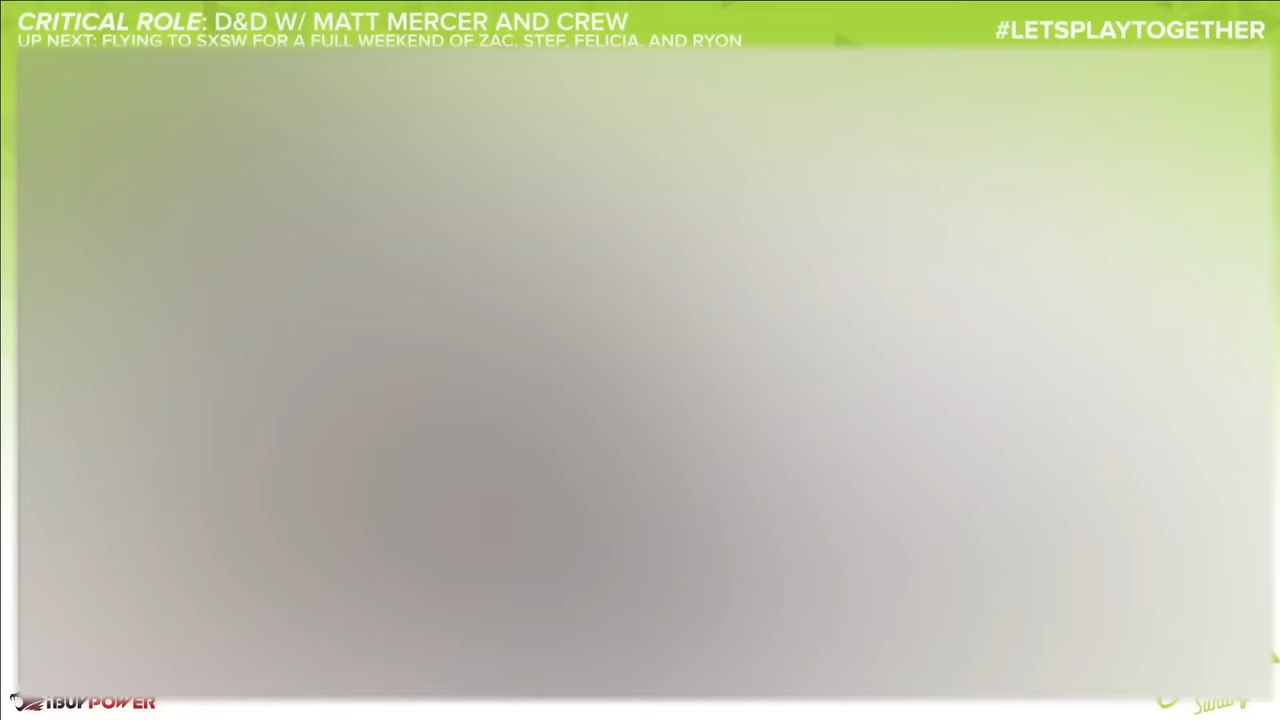 CRITICAL ROLE: D&D W/ MATT MERCER AND CREW
UP NEXT: FLYING TO SXSW FOR A FULL WEEKEND OF ZAC, STEF, FELICIA, AND RYON
#LETSPLAYTOGETHER
iBUYPOWER